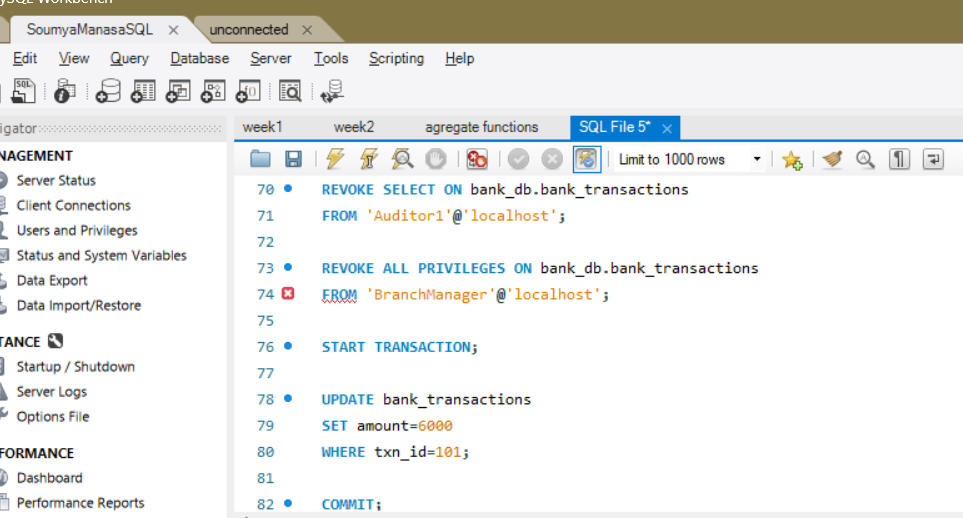 ySQL Workbench
SoumyaManasaSQL × unconnected ×
Edit View Query Database Server Tools Scripting Help
SQL
igator
week1 week2 agregate functions SQL File 5* ×
NAGEMENT
Server Status
Client Connections
Users and Privileges
Status and System Variables
Data Export
Data Import/Restore
TANCE
Startup / Shutdown
Server Logs
Options File
FORMANCE
Dashboard
Performance Reports
Limit to 1000 rows
70 REVOKE SELECT ON bank_db.bank_transactions
71 FROM 'Auditor1'@'localhost';
72
73 REVOKE ALL PRIVILEGES ON bank_db.bank_transactions
74 FROM 'BranchManager'@'localhost';
75
76 START TRANSACTION;
77
78 UPDATE bank_transactions
79 SET amount=6000
80 WHERE txn_id=101;
81
82 COMMIT;